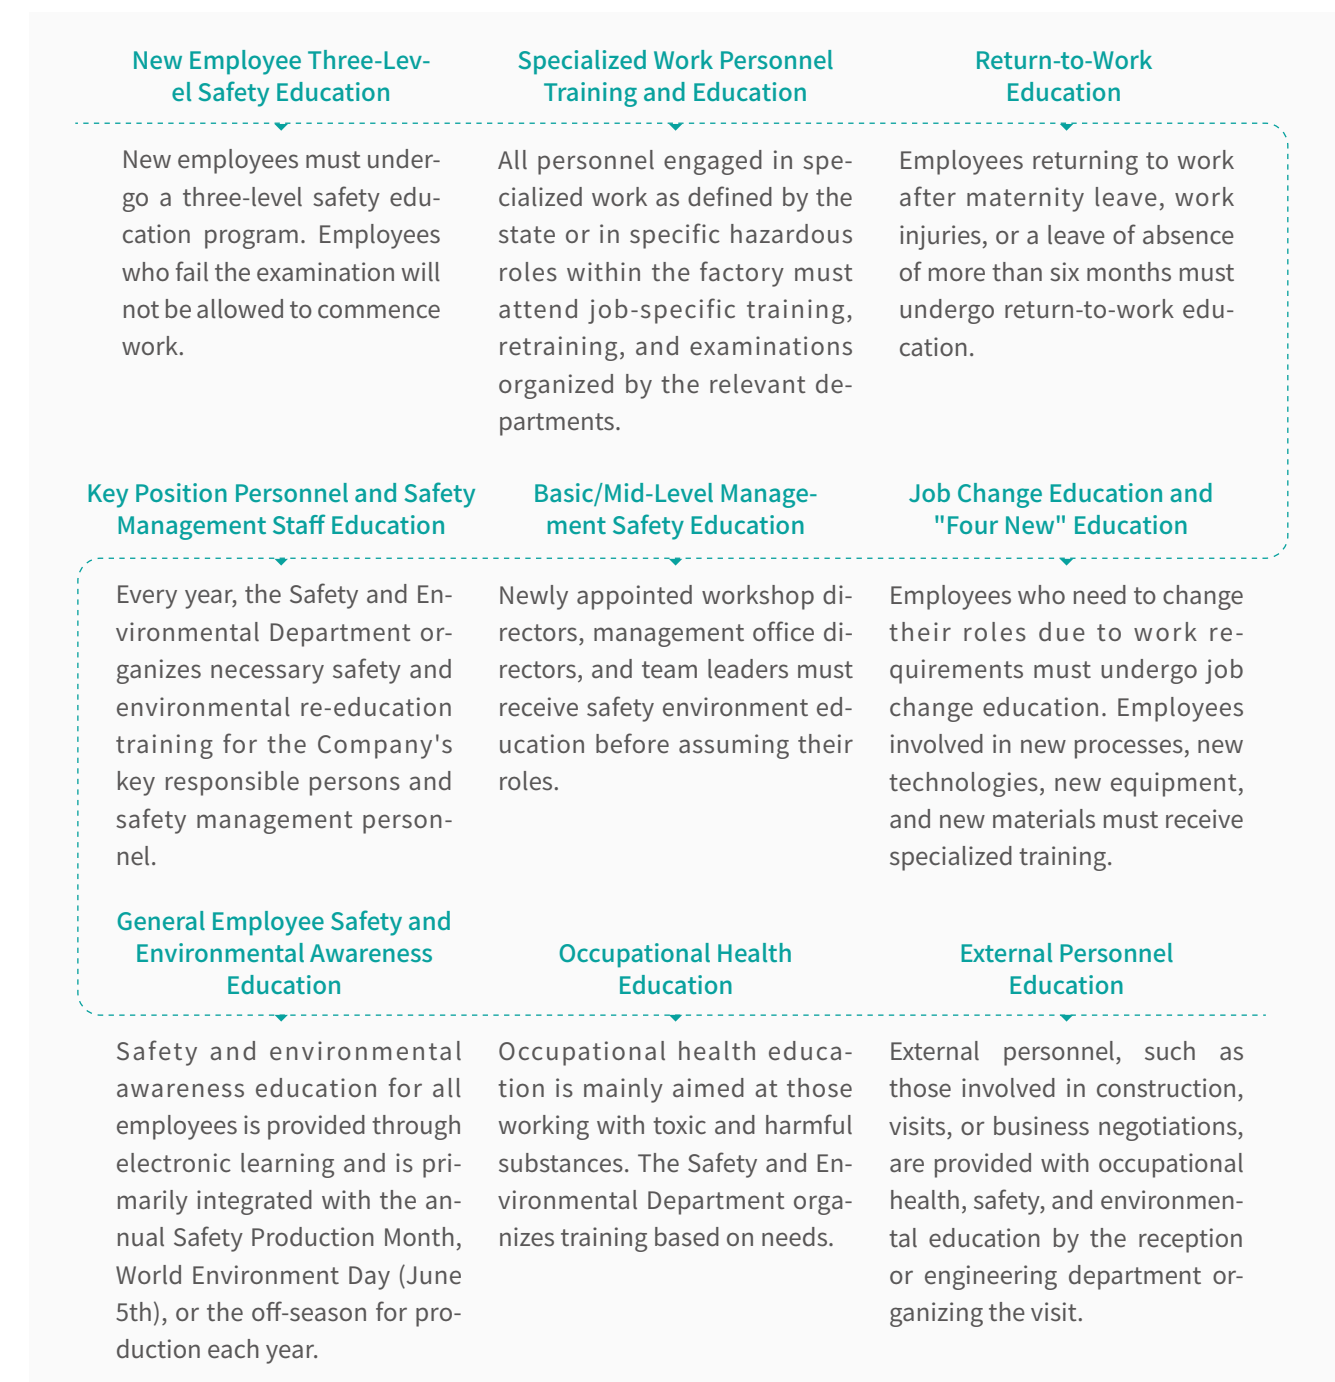 New Employee Three-Lev-
el Safety Education
New employees must under-
go a three-level safety edu-
cation program. Employees
who fail the examination will
not be allowed to commence
work.
Specialized Work Personnel
Training and Education
All personnel engaged in spe-
cialized work as defined by the
state or in specific hazardous
roles within the factory must
attend job-specific training,
retraining, and examinations
organized by the relevant de-
partments.
Return-to-Work
Education
Employees returning to work
after maternity leave, work
injuries, or a leave of absence
of more than six months must
undergo return-to-work edu-
cation.
Key Position Personnel and Safety
Management Staff Education
Every year, the Safety and En-
vironmental Department or-
ganizes necessary safety and
environmental re-education
training for the Company's
key responsible persons and
safety management person-
nel.
Basic/Mid-Level Manage-
ment Safety Education
Newly appointed workshop di-
rectors, management office di-
rectors, and team leaders must
receive safety environment ed-
ucation before assuming their
roles.
Job Change Education and
"Four New" Education
Employees who need to change
their roles due to work re-
quirements must undergo job
change education. Employees
involved in new processes, new
technologies, new equipment,
and new materials must receive
specialized training.
General Employee Safety and
Environmental Awareness
Education
Safety and environmental
awareness education for all
employees is provided through
electronic learning and is pri-
marily integrated with the an-
nual Safety Production Month,
World Environment Day (June
5th), or the off-season for pro-
duction each year.
Occupational Health
Education
Occupational health educa-
tion is mainly aimed at those
working with toxic and harmful
substances. The Safety and En-
vironmental Department orga-
nizes training based on needs.
External Personnel
Education
External personnel, such as
those involved in construction,
visits, or business negotiations,
are provided with occupational
health, safety, and environmen-
tal education by the reception
or engineering department or-
ganizing the visit.